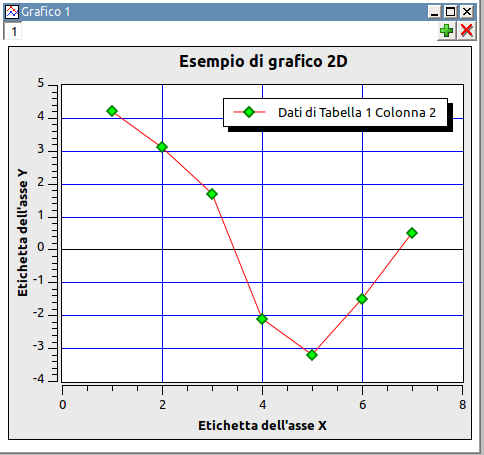 Grafico 1
1
Esempio di grafico 2D
Dati di Tabella 1 Colonna 2
Etichetta dell'asse Y
5
4
3
2
1
0
-1
-2
-3
-4
0 2 4 6 8
Etichetta dell'asse X